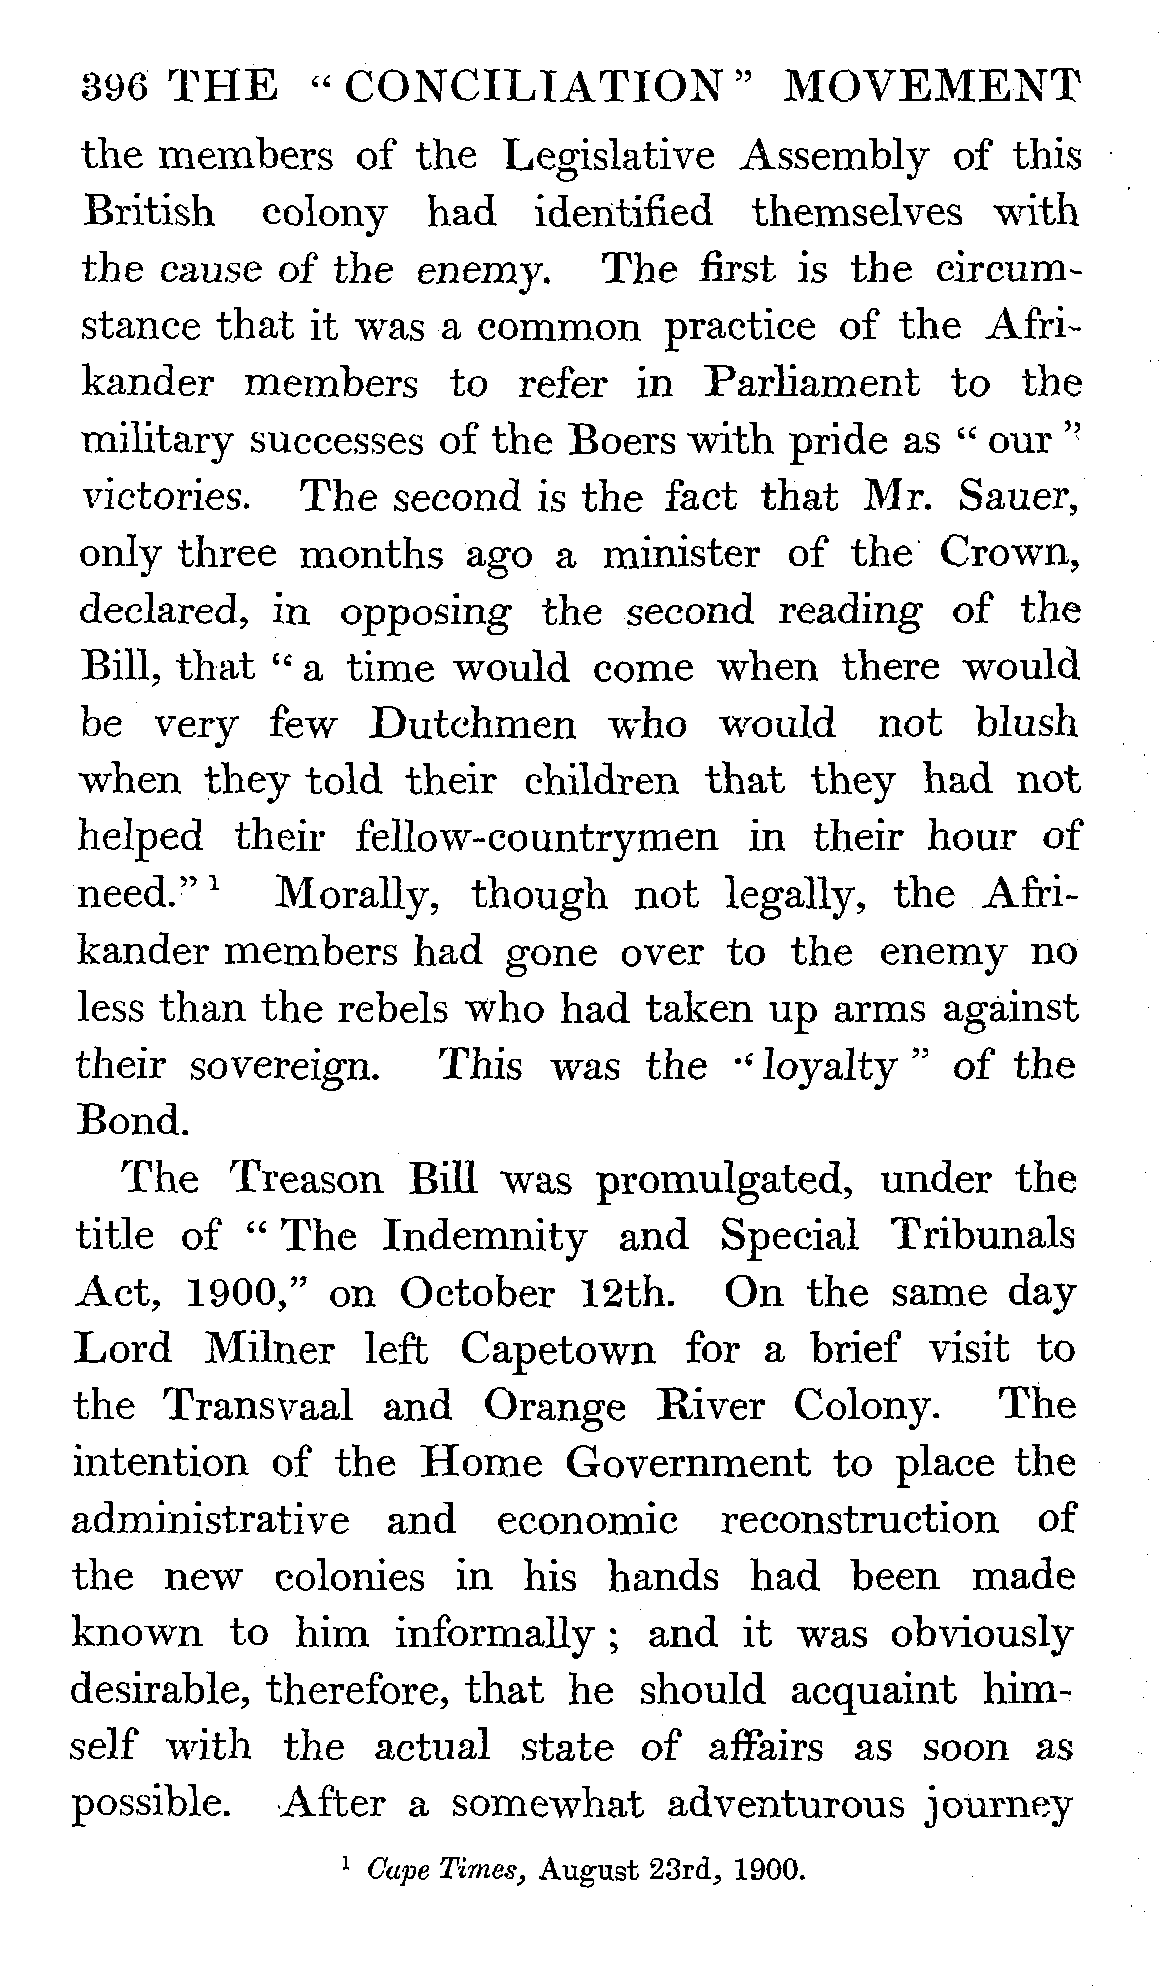 396 THE " CONCILIATION " MOVEMENT
the members of the Legislative Assembly of this
British colony had identified themselves with
the cause of the enemy. The first is the circum-
stance that it was a common practice of the Afri-
kander members to refer in Parliament to the
military successes of the Boers with pride as " our "
victories. The second is the fact that Mr. Sauer,
only three months ago a minister of the Crown,
declared, in opposing the second reading of the
Bill, that " a time would come when there would
be very few Dutchmen who would not blush
when they told their children that they had not
helped their fellow-countrymen in their hour of
need." ¹ Morally, though not legally, the Afri-
kander members had gone over to the enemy no
less than the rebels who had taken up arms against
their sovereign. This was the " loyalty " of the
Bond.
The Treason Bill was promulgated, under the
title of " The Indemnity and Special Tribunals
Act, 1900," on October 12th. On the same day
Lord Milner left Capetown for a brief visit to
the Transvaal and Orange River Colony. The
intention of the Home Government to place the
administrative and economic reconstruction of
the new colonies in his hands had been made
known to him informally ; and it was obviously
desirable, therefore, that he should acquaint him-
self with the actual state of affairs as soon as
possible. After a somewhat adventurous journey
¹ Cape Times, August 23rd, 1900.